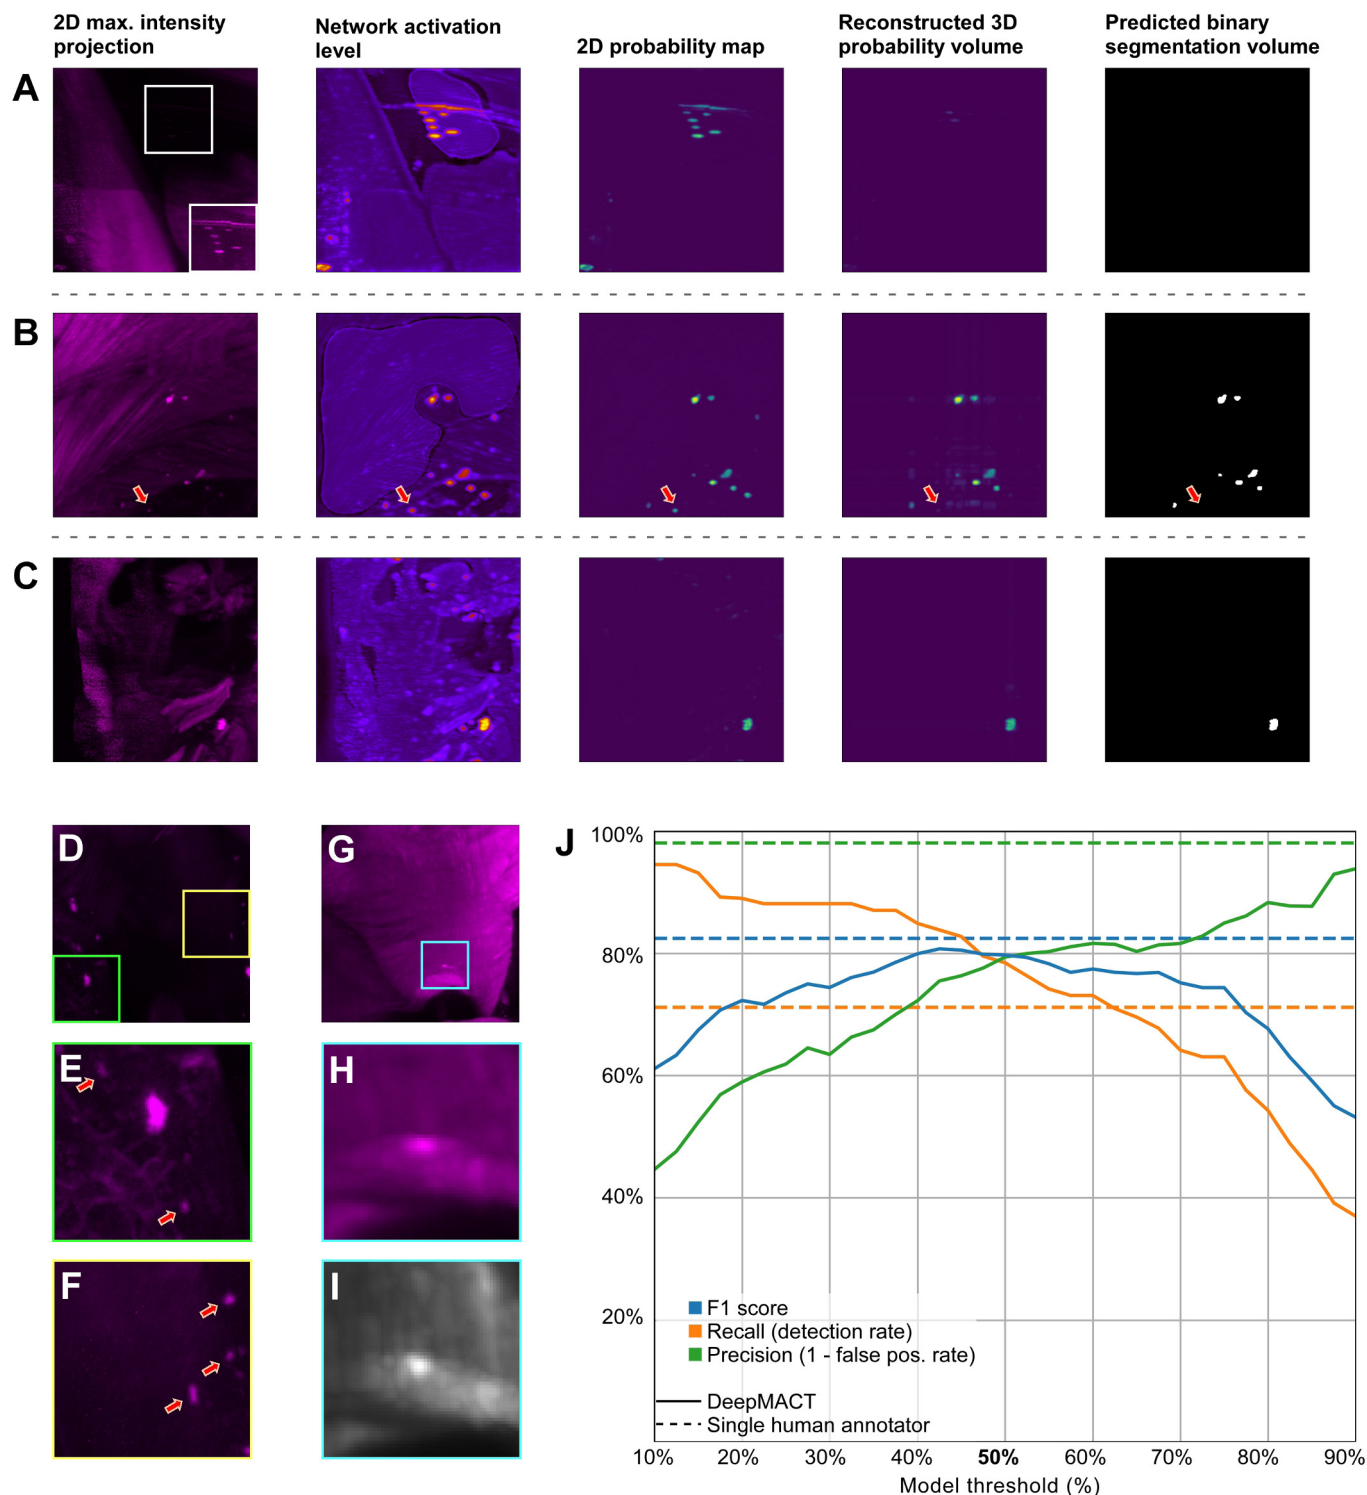 2D max. intensity
projection
Network activation
level
2D probability map
Reconstructed 3D
probability volume
Predicted binary
segmentation volume
A
B
C
D
E
F
G
H
I
J
100%
80%
60%
40%
20%
F1 score
Recall (detection rate)
Precision (1 - false pos. rate)
DeepMACT
Single human annotator
10% 20% 30% 40% 50% 60% 70% 80% 90%
Model threshold (%)